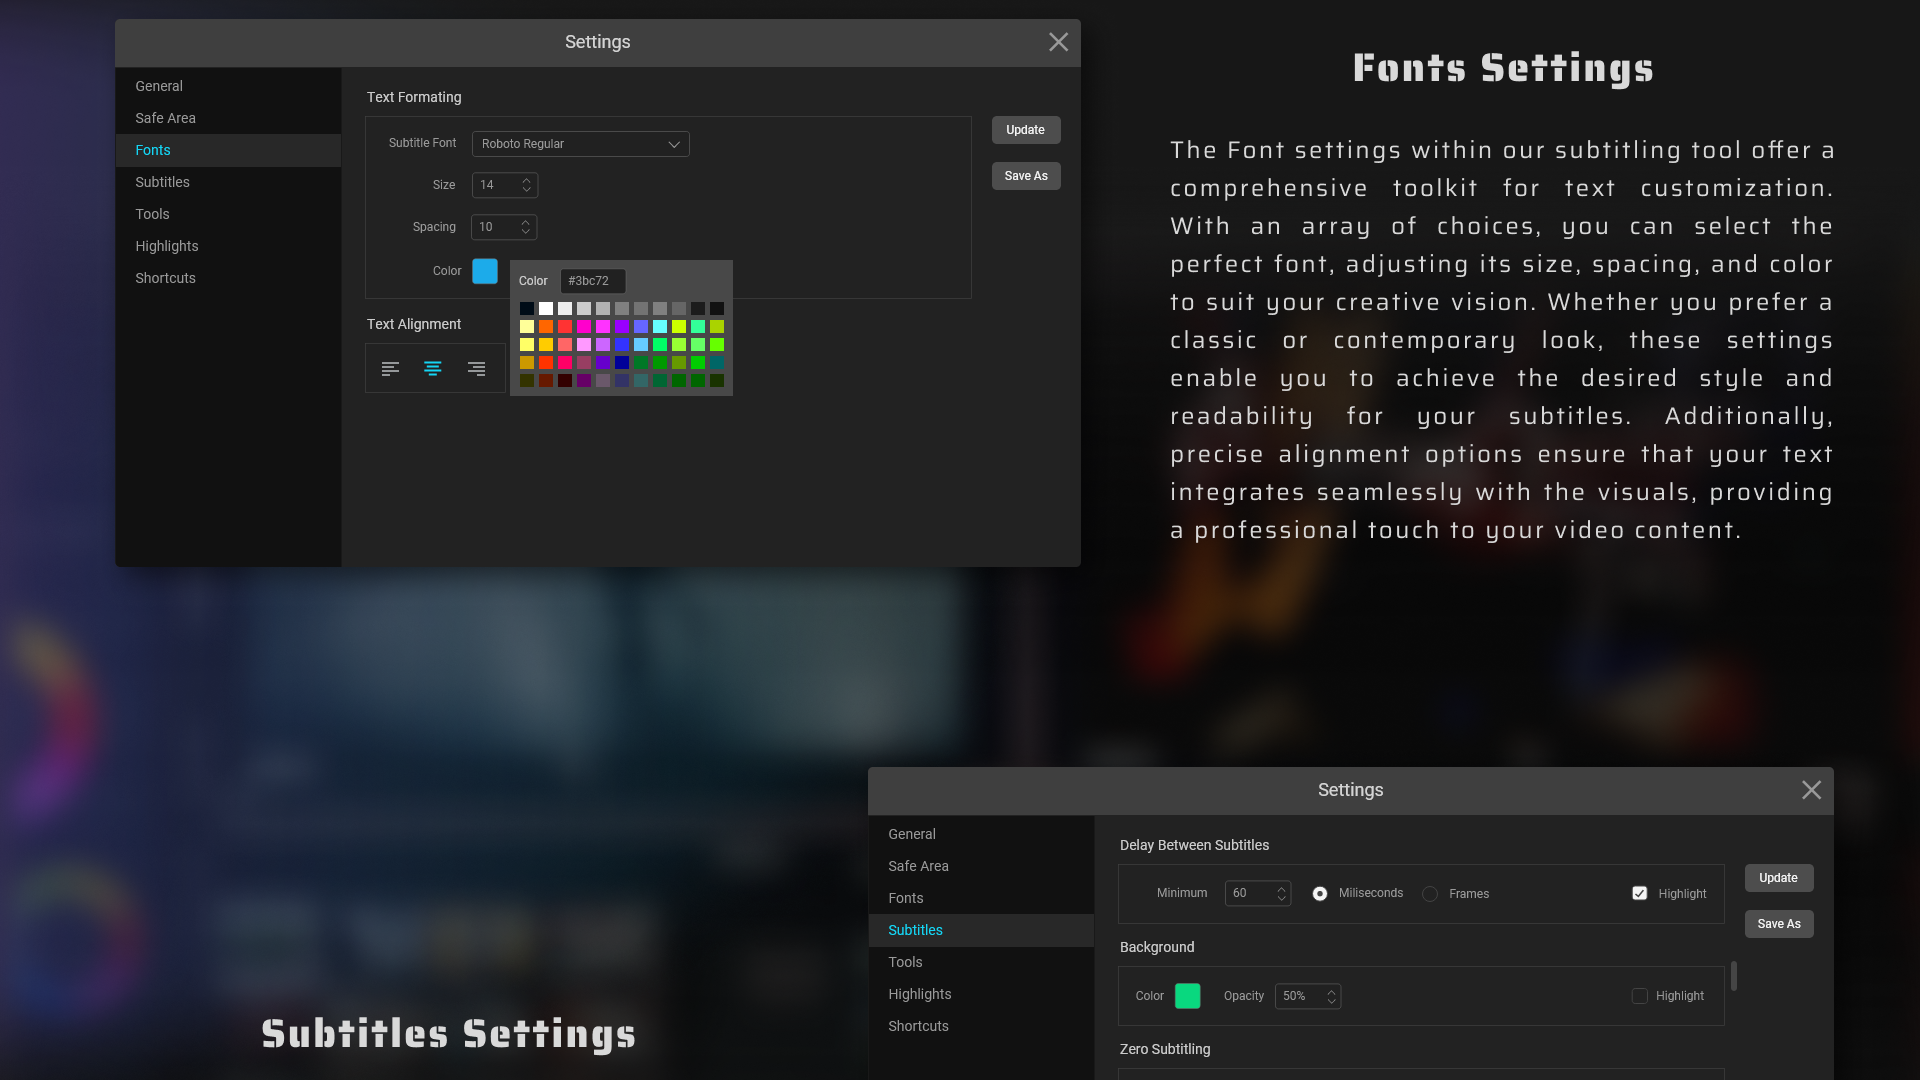 Settings
General
Safe Area
Fonts
Subtitles
Tools
Highlights
Shortcuts
Text Formating
Subtitle Font
Roboto Regular
Size
14
Spacing
10
Color
Color
#3bc72
Text Alignment
Update
Save As
Fonts Settings
The Font settings within our subtitling tool offer a
comprehensive toolkit for text customization.
With an array of choices, you can select the
perfect font, adjusting its size, spacing, and color
to suit your creative vision. Whether you prefer a
classic or contemporary look, these settings
enable you to achieve the desired style and
readability for your subtitles. Additionally,
precise alignment options ensure that your text
integrates seamlessly with the visuals, providing
a professional touch to your video content.
Subtitles Settings
Settings
General
Safe Area
Fonts
Subtitles
Tools
Highlights
Shortcuts
Delay Between Subtitles
Minimum
60
Miliseconds
Frames
Highlight
Background
Color
Opacity
50%
Highlight
Zero Subtitling
Update
Save As